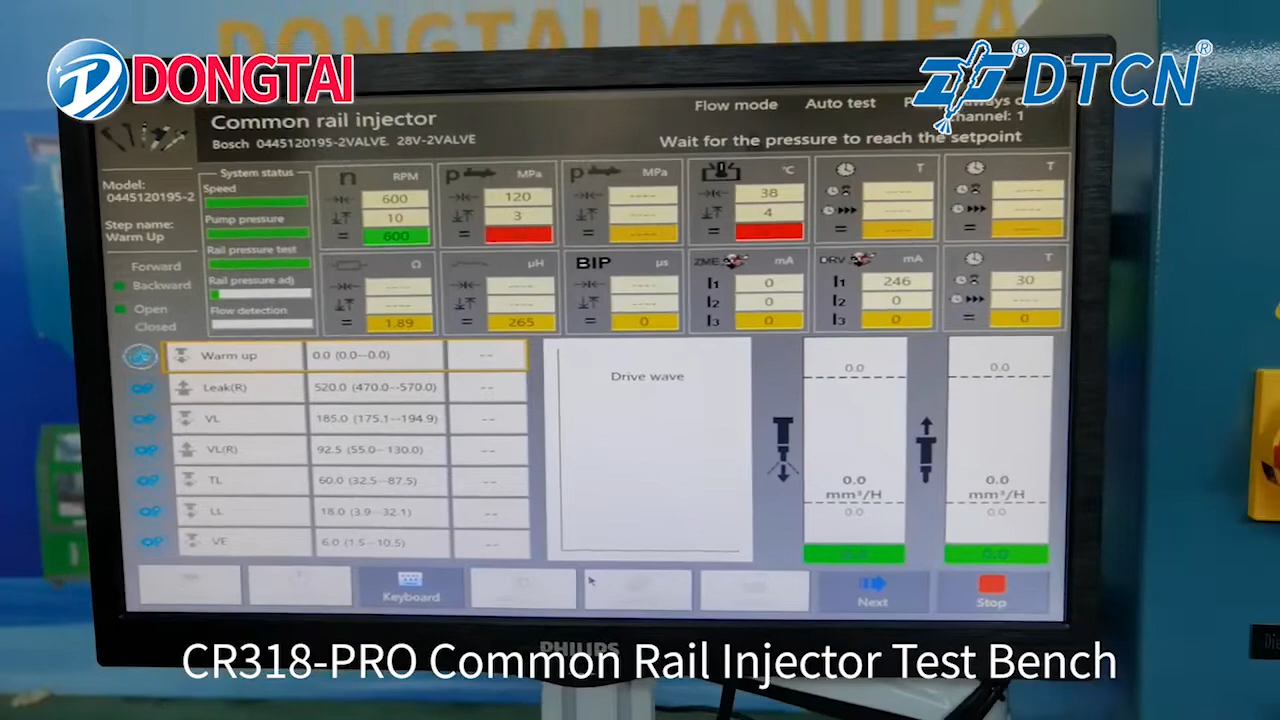 DONGTAI MANUFA
DONGTAI
DTCN
Common rail injector
Bosch 0445120195-2VALVE. 28V-2VALVE
Flow mode Auto test
channel: 1
Wait for the pressure to reach the setpoint
Model:
0445120195-2
Step name:
Warm Up
Forward
Backward
Open
Closed
System status
Speed
Pump pressure
Rail pressure test
Rail pressure adj
Flow detection
n RPM
600
10
= 600
P MPa
120
3
=
P MPa
----
----
= ----
°C
38
4
=
T
----
----
= ----
T
----
----
= ----
Ω
----
----
= 1.89
μH
----
----
= 265
BIP μs
----
----
= 0
ZME mA
I1 0
I2 0
I3 0
DRV mA
I1 246
I2 0
I3 0
T
30
----
= 0
Warm up 0.0 (0.0--0.0) --
Leak(R) 520.0 (470.0--570.0) --
VL 185.0 (175.1--194.9) --
VL(R) 92.5 (55.0--130.0) --
TL 60.0 (32.5--87.5) --
LL 18.0 (3.9--32.1) --
VE 6.0 (1.5--10.5) --
Drive wave
0.0
0.0
mm³/H
0.0
0.0
0.0
0.0
mm³/H
0.0
0.0
Keyboard
Next
Stop
PHILIPS
CR318-PRO Common Rail Injector Test Bench